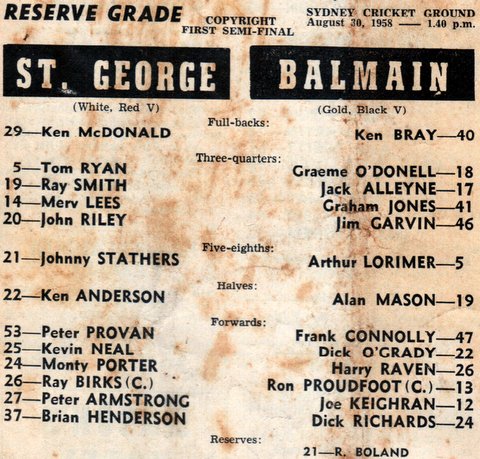 RESERVE GRADE
COPYRIGHT
FIRST SEMI-FINAL
SYDNEY CRICKET GROUND
August 30, 1958 — 1.40 p.m.
ST. GEORGE
BALMAIN
(White, Red V)
(Gold, Black V)
Full-backs:
29—Ken McDONALD
Ken BRAY—40
Three-quarters:
5—Tom RYAN
Graeme O'DONELL—18
19—Ray SMITH
Jack ALLEYNE—17
14—Merv LEES
Graham JONES—41
20—John RILEY
Jim GARVIN—46
Five-eighths:
21—Johnny STATHERS
Arthur LORIMER—5
Halves:
22—Ken ANDERSON
Alan MASON—19
Forwards:
53—Peter PROVAN
Frank CONNOLLY—47
25—Kevin NEAL
Dick O'GRADY—22
24—Monty PORTER
Harry RAVEN—26
26—Ray BIRKS (C.)
Ron PROUDFOOT (C.)—13
27—Peter ARMSTRONG
Joe KEIGHRAN—12
37—Brian HENDERSON
Dick RICHARDS—24
Reserves:
21—R. BOLAND